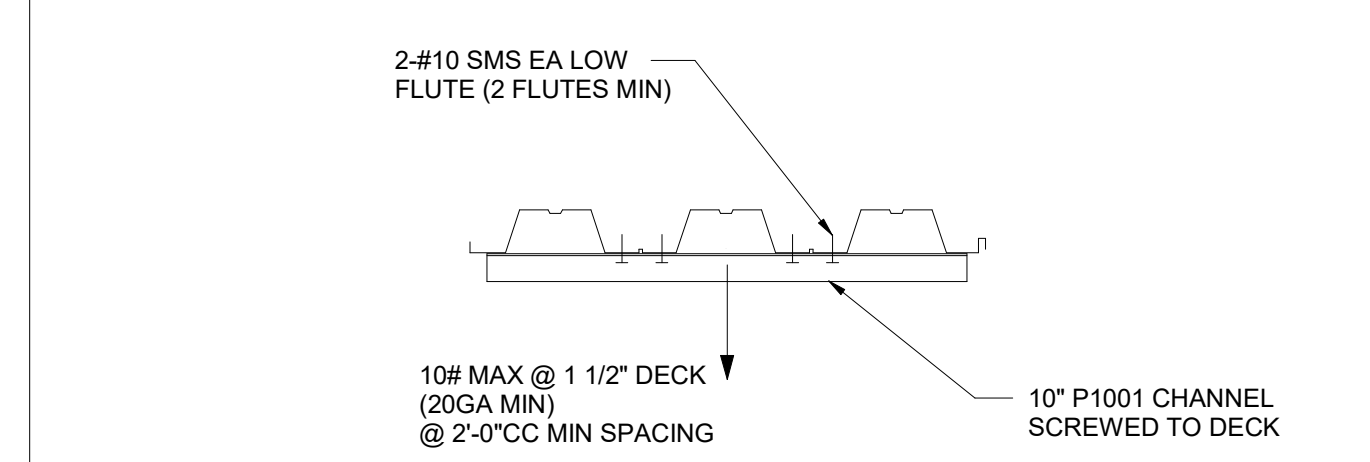 2-#10 SMS EA LOW
FLUTE (2 FLUTES MIN)
10# MAX @ 1 1/2" DECK
(20GA MIN)
@ 2'-0"CC MIN SPACING
10" P1001 CHANNEL
SCREWED TO DECK